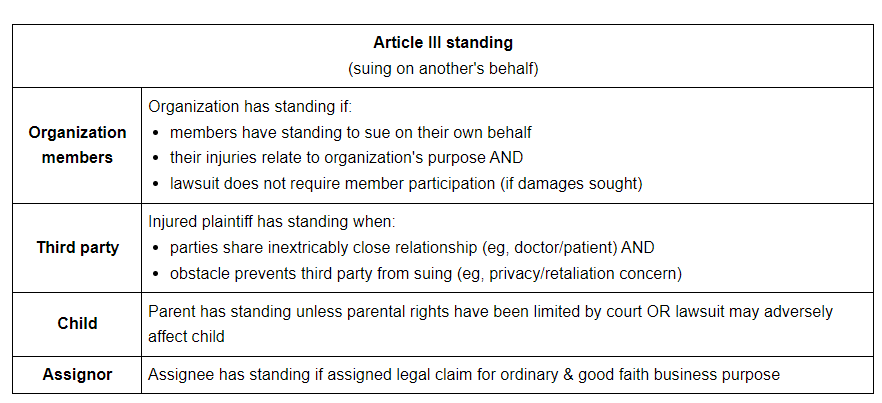 Article III standing
(suing on another's behalf)
Organization
members
Organization has standing if:
• members have standing to sue on their own behalf
• their injuries relate to organization's purpose AND
• lawsuit does not require member participation (if damages sought)
Third party
Injured plaintiff has standing when:
• parties share inextricably close relationship (eg, doctor/patient) AND
• obstacle prevents third party from suing (eg, privacy/retaliation concern)
Child
Parent has standing unless parental rights have been limited by court OR lawsuit may adversely
affect child
Assignor
Assignee has standing if assigned legal claim for ordinary & good faith business purpose